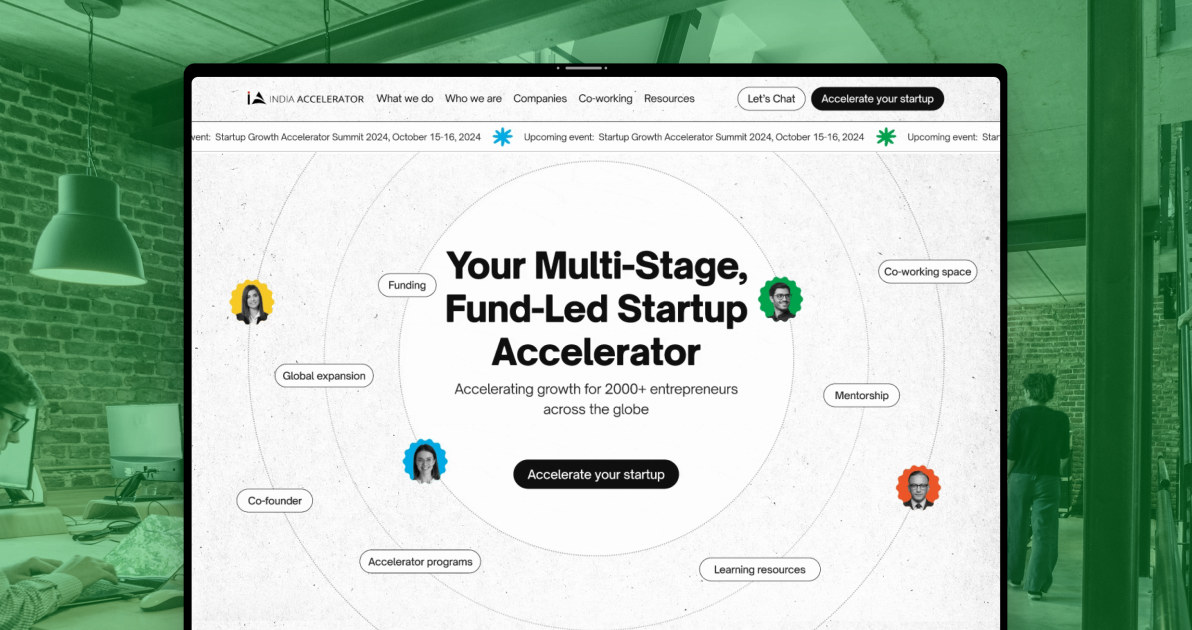 INDIA ACCELERATOR What we do Who we are Companies Co-working Resources Let's Chat Accelerate your startup
vent: Startup Growth Accelerator Summit 2024, October 15-16, 2024 Upcoming event: Startup Growth Accelerator Summit 2024, October 15-16, 2024 Upcoming event: Star
Your Multi-Stage,
Fund-Led Startup
Accelerator
Accelerating growth for 2000+ entrepreneurs
across the globe
Accelerate your startup
Funding
Co-working space
Global expansion
Mentorship
Co-founder
Accelerator programs
Learning resources